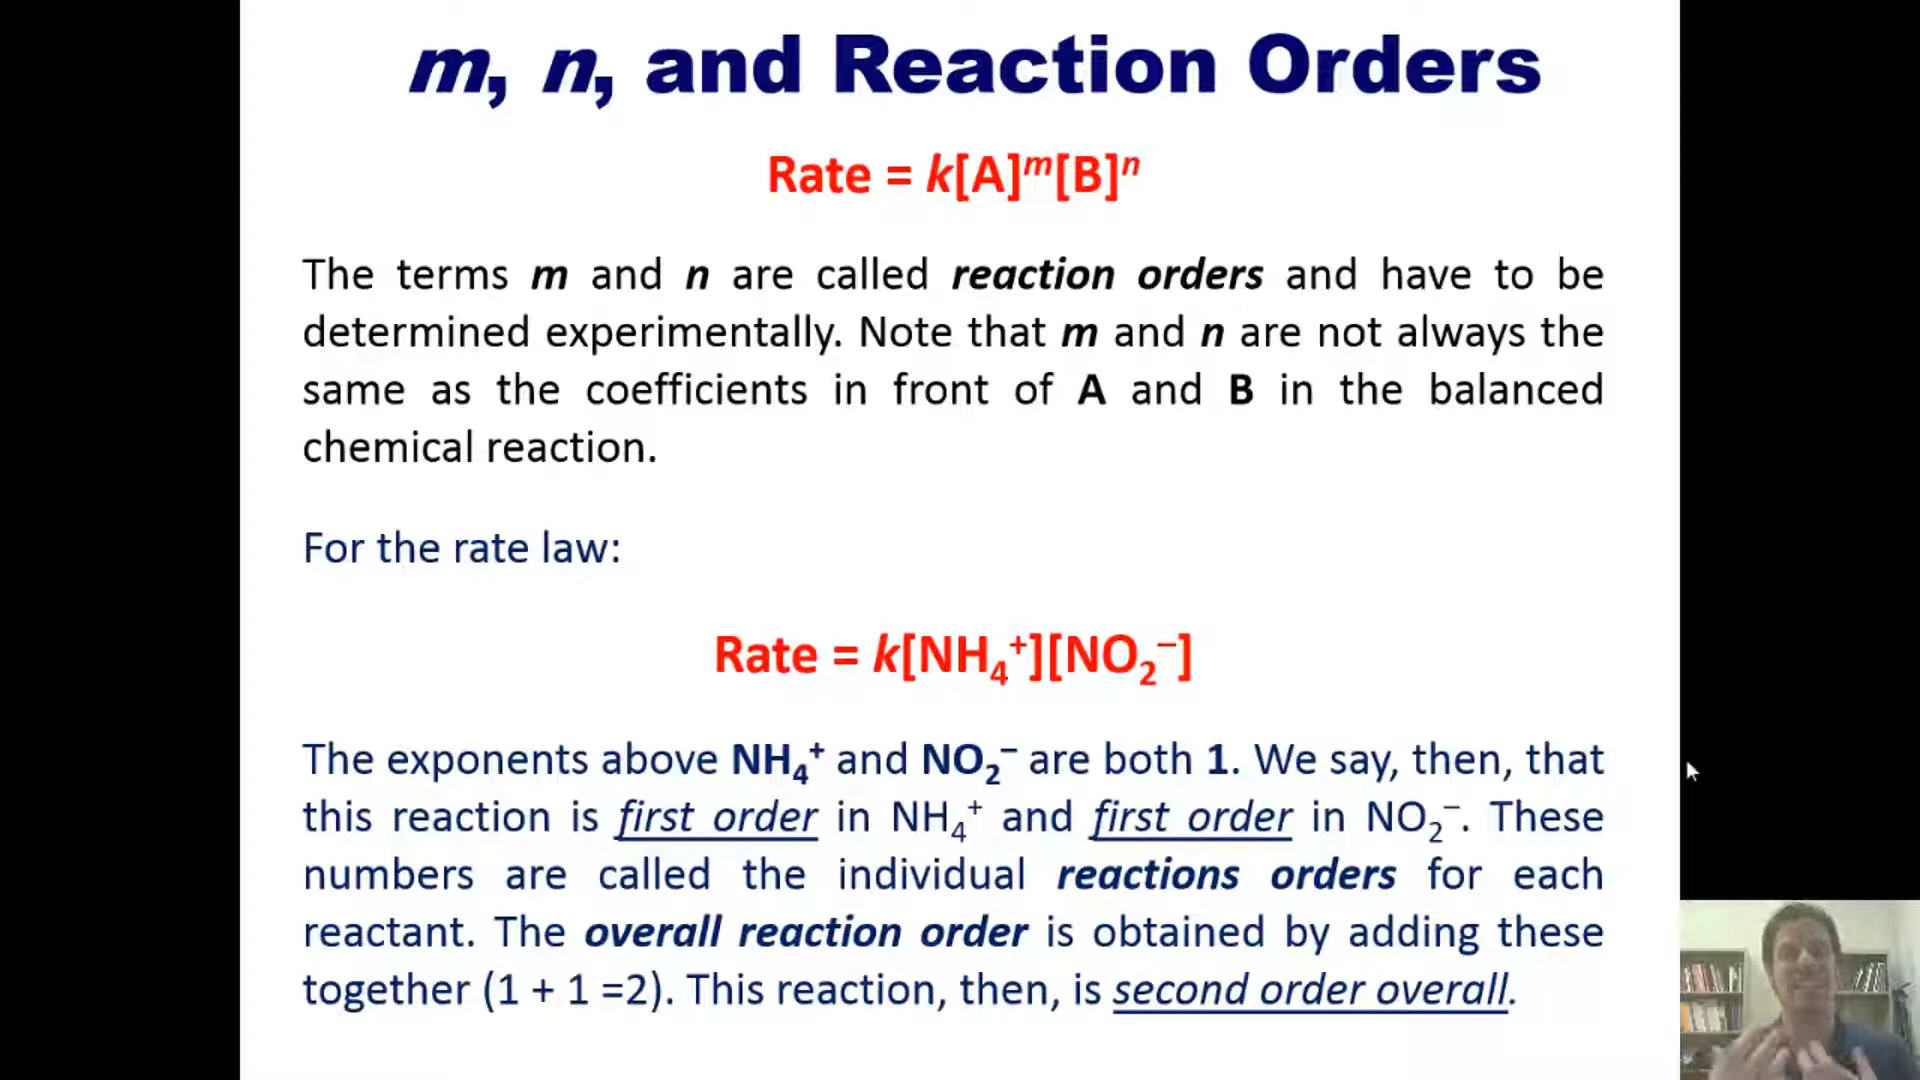 m, n, and Reaction Orders
Rate = k[A]ᵐ[B]ⁿ
The terms m and n are called reaction orders and have to be
determined experimentally. Note that m and n are not always the
same as the coefficients in front of A and B in the balanced
chemical reaction.
For the rate law:
Rate = k[NH₄⁺][NO₂⁻]
The exponents above NH₄⁺ and NO₂⁻ are both 1. We say, then, that
this reaction is first order in NH₄⁺ and first order in NO₂⁻. These
numbers are called the individual reactions orders for each
reactant. The overall reaction order is obtained by adding these
together (1 + 1 =2). This reaction, then, is second order overall.